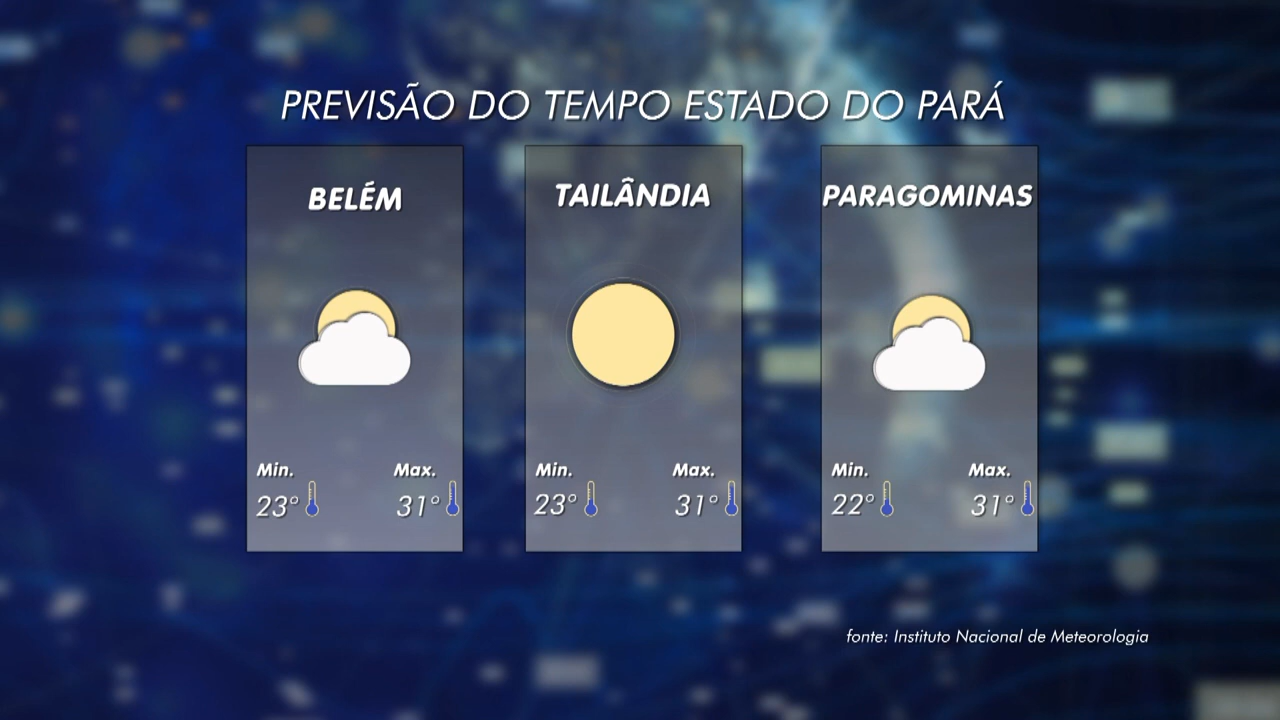 PREVISÃO DO TEMPO ESTADO DO PARÁ
BELÉM
Min. Max.
23° 31°
TAILÂNDIA
Min. Max.
23° 31°
PARAGOMINAS
Min. Max.
22° 31°
fonte: Instituto Nacional de Meteorologia